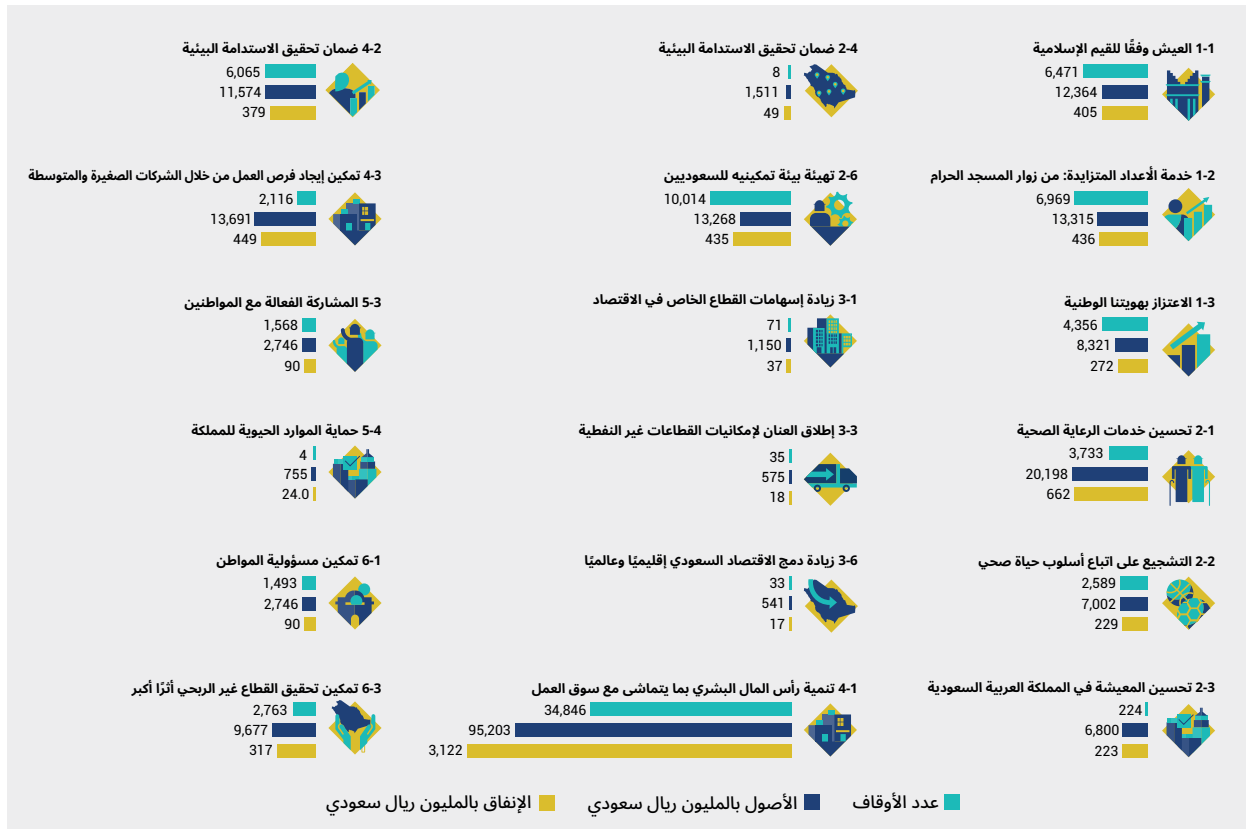 1-1 العيش وفقًا للقيم الإسلامية
6,471
12,364
405
1-2 خدمة الأعداد المتزايدة: من زوار المسجد الحرام
6,969
13,315
436
1-3 الاعتزاز بهويتنا الوطنية
4,356
8,321
272
2-1 تحسين خدمات الرعاية الصحية
3,733
20,198
662
2-2 التشجيع على اتباع أسلوب حياة صحي
2,589
7,002
229
2-3 تحسين المعيشة في المملكة العربية السعودية
224
6,800
223
2-4 ضمان تحقيق الاستدامة البيئية
8
1,511
49
2-6 تهيئة بيئة تمكينيه للسعوديين
10,014
13,268
435
3-1 زيادة إسهامات القطاع الخاص في الاقتصاد
71
1,150
37
3-3 إطلاق العنان لإمكانيات القطاعات غير النفطية
35
575
18
3-6 زيادة دمج الاقتصاد السعودي إقليميًا وعالميًا
33
541
17
4-1 تنمية رأس المال البشري بما يتماشى مع سوق العمل
34,846
95,203
3,122
4-2 ضمان تحقيق الاستدامة البيئية
6,065
11,574
379
4-3 تمكين إيجاد فرص العمل من خلال الشركات الصغيرة والمتوسطة
2,116
13,691
449
5-3 المشاركة الفعالة مع المواطنين
1,568
2,746
90
5-4 حماية الموارد الحيوية للمملكة
4
755
24.0
6-1 تمكين مسؤولية المواطن
1,493
2,746
90
6-3 تمكين تحقيق القطاع غير الربحي أثرًا أكبر
2,763
9,677
317
عدد الأوقاف
الأصول بالمليون ريال سعودي
الإنفاق بالمليون ريال سعودي